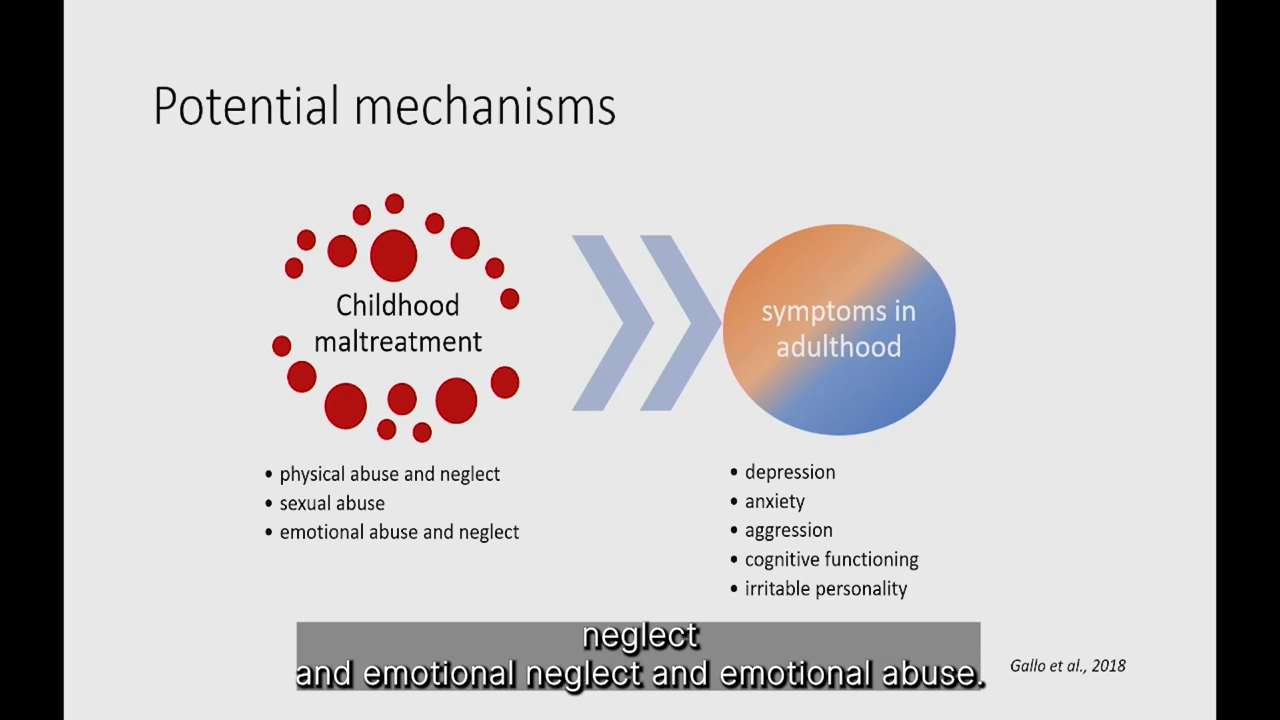 Potential mechanisms
Childhood
maltreatment
symptoms in
adulthood
• physical abuse and neglect
• sexual abuse
• emotional abuse and neglect
• depression
• anxiety
• aggression
• cognitive functioning
• irritable personality
neglect
and emotional neglect and emotional abuse.
Gallo et al., 2018